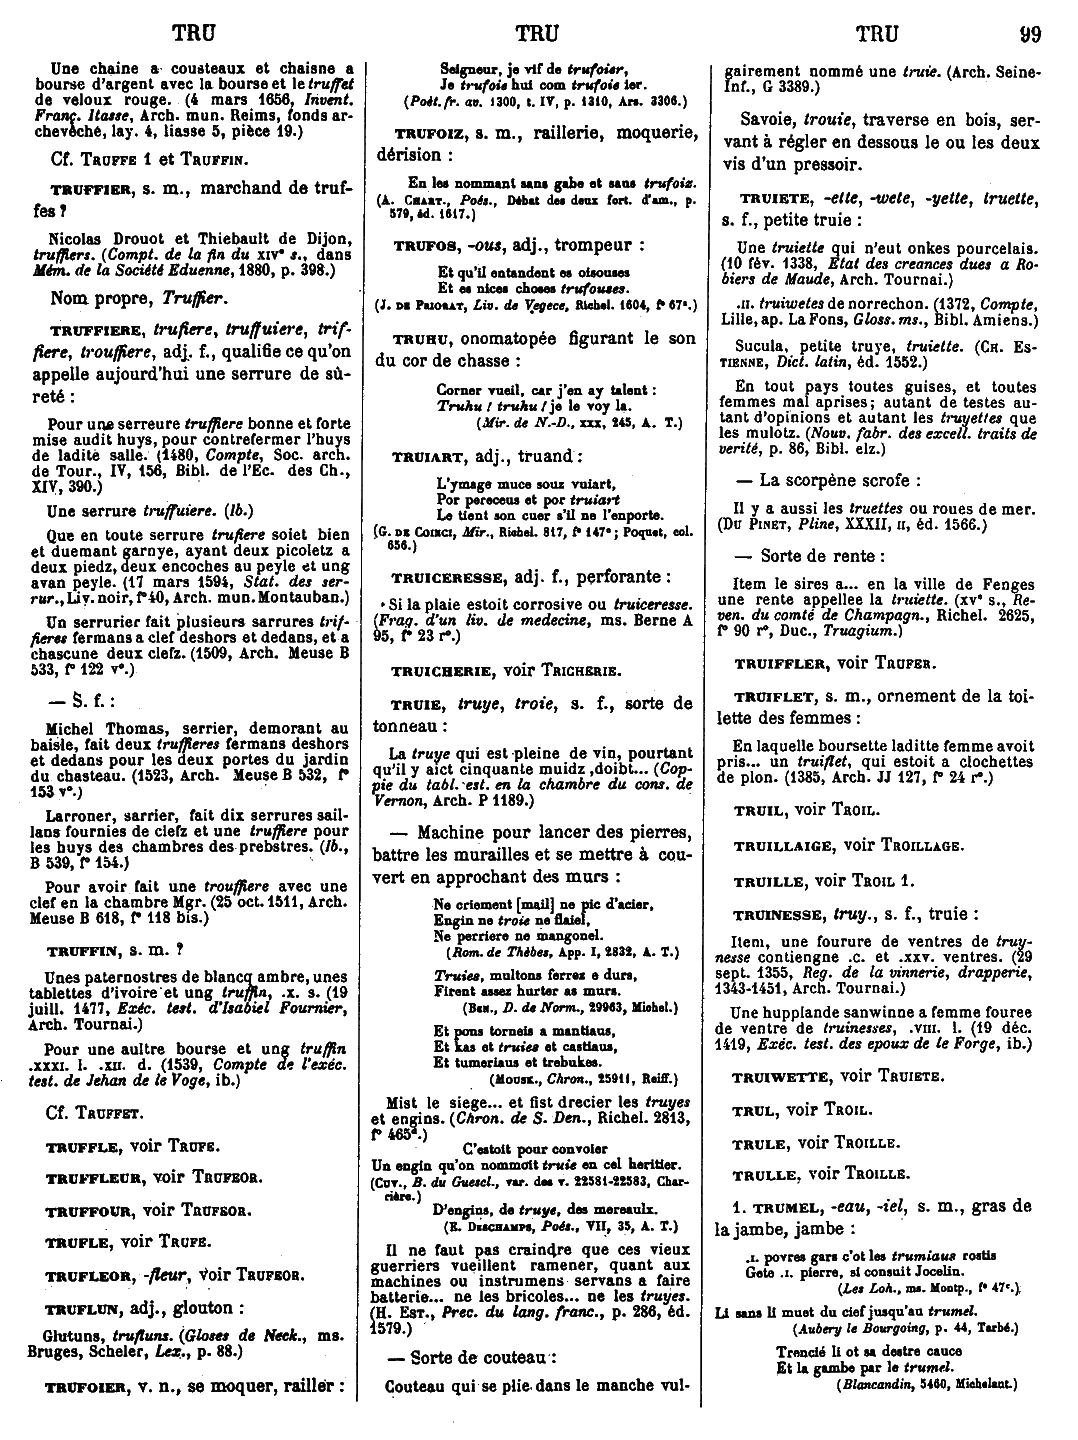 TRU
TRU
TRU
99
Une chaine a cousteaux et chaisne a
bourse d'argent avec la bourse et le truffet
de veloux rouge. (4 mars 1656, Invent.
Franç. Itasse, Arch. mun. Reims, fonds ar-
chevêché, lay. 4, liasse 5, pièce 19.)
Cf. TRUFFE 1 et TRUFFIN.
TRUFFIER, s. m., marchand de truf-
fes ?
Nicolas Drouot et Thiebault de Dijon,
truffiers. (Compt. de la fin du XIVe s., dans
Mém. de la Société Eduenne, 1880, p. 398.)
Nom propre, Truffier.
TRUFFIERE, trufiere, truffuiere, trif-
fiere, trouffiere, adj. f., qualifie ce qu'on
appelle aujourd'hui une serrure de sû-
reté :
Pour une serreure truffiere bonne et forte
mise audit huys, pour contrefermer l'huys
de ladite salle. (1480, Compte, Soc. arch.
de Tour., IV, 156, Bibl. de l'Ec. des Ch.,
XIV, 390.)
Une serrure truffuiere. (Ib.)
Que en toute serrure trufiere soiet bien
et duemant garnye, ayant deux picoletz a
deux piedz, deux encoches au peyle et ung
avan peyle. (17 mars 1594, Stat. des ser-
rur., Liv. noir, f° 40, Arch. mun. Montauban.)
Un serrurier fait plusieurs sarrures trif-
fieres fermans a clef deshors et dedans, et a
chascune deux clefz. (1509, Arch. Meuse B
533, f° 122 v°.)
— S. f. :
Michel Thomas, serrier, demorant au
baisle, fait deux truffieres fermans deshors
et dedans pour les deux portes du jardin
du chasteau. (1523, Arch. Meuse B 532, f°
153 v°.)
Larroner, sarrier, fait dix serrures sail-
lans fournies de clefz et une truffiere pour
les huys des chambres des prebstres. (Ib.,
B 539, f° 154.)
Pour avoir fait une trouffiere avec une
clef en la chambre Mgr. (25 oct. 1511, Arch.
Meuse B 618, f° 118 bis.)
TRUFFIN, s. m. ?
Unes paternostres de blancq ambre, unes
tablettes d'ivoire et ung truffin, .x. s. (19
juill. 1477, Exéc. test. d'Isabiel Fournier,
Arch. Tournai.)
Pour une aultre bourse et ung truffin
.XXXI. l. .XII. d. (1539, Compte de l'exéc.
test. de Jehan de le Voge, ib.)
Cf. TRUFFET.
TRUFFLE, voir TRUFE.
TRUFFLEUR, voir TRUFEOR.
TRUFFOUR, voir TRUFEOR.
TRUFLE, voir TRUFE.
TRUFLEOR, -fleur, voir TRUFEOR.
TRUFLUN, adj., glouton :
Glutuns, trufluns. (Gloses de Neck., ms.
Bruges, Scheler, Lex., p. 88.)
TRUFOIER, v. n., se moquer, railler :
Seigneur, je vif de trufoier,
Je trufoie hui com trufoie ier.
(Poët. fr. av. 1300, t. IV, p. 1310, Ars. 3306.)
TRUFOIZ, s. m., raillerie, moquerie,
dérision :
En les nommant sans gabe et sans trufoiz.
(A. CHART., Poés., Débat des deux fort. d'am., p.
579, éd. 1617.)
TRUFOS, -ous, adj., trompeur :
Et qu'il entandent es oisouses
Et es nices choses trufouses.
(J. DE PRIORAT, Liv. de Vegece, Richel. 1604, f° 67c.)
TRUHU, onomatopée figurant le son
du cor de chasse :
Corner vueil, car j'en ay talent :
Truhu ! truhu ! je le voy la.
(Mir. de N.-D., XXX, 245, A. T.)
TRUIART, adj., truand :
L'ymage muce souz vuiart,
Por pereceus et por truiart
Le tient son cuer s'il ne l'enporte.
(G. DE COINCI, Mir., Richel. 817, f° 147c; Poquet, col.
656.)
TRUICERESSE, adj. f., perforante :
Si la plaie estoit corrosive ou truiceresse.
(Frag. d'un liv. de medecine, ms. Berne A
95, f° 23 r°.)
TRUICHERIE, voir TRICHERIE.
TRUIE, truye, troie, s. f., sorte de
tonneau :
La truye qui est pleine de vin, pourtant
qu'il y aict cinquante muidz, doibt... (Cop-
pie du tabl. est. en la chambre du cons. de
Vernon, Arch. P 1189.)
— Machine pour lancer des pierres,
battre les murailles et se mettre à cou-
vert en approchant des murs :
Ne criement [mail] ne pic d'acier,
Engin ne troie ne flaiel,
Ne perriere ne mangonel.
(Rom. de Thèbes, App. I, 2832, A. T.)
Truies, multons ferrez e durs,
Firent assez hurter as murs.
(BEN., D. de Norm., 29963, Michel.)
Et pons torneis a mantiaus,
Et kas et truies et castiaus,
Et tumeriaus et trebukes.
(MOUSK., Chron., 25911, Reiff.)
Mist le siege... et fist drecier les truyes
et engins. (Chron. de S. Den., Richel. 2813,
f° 465d.)
C'estoit pour convoier
Un engin qu'on nommoit truie en cel heritier.
(CUV., B. du Guescl., var. des v. 22581-22583, Char-
rière.)
D'engins, de truye, des mereaulx.
(E. DESCHAMPS, Poés., VII, 35, A. T.)
Il ne faut pas craindre que ces vieux
guerriers vueillent ramener, quant aux
machines ou instrumens servans a faire
batterie... ne les bricoles... ne les truyes.
(H. EST., Prec. du lang. franc., p. 286, éd.
1579.)
— Sorte de couteau :
Couteau qui se plie dans le manche vul-
gairement nommé une truie. (Arch. Seine-
Inf., G 3389.)
Savoie, trouie, traverse en bois, ser-
vant à régler en dessous le ou les deux
vis d'un pressoir.
TRUIETE, -ette, -wete, -yette, truette,
s. f., petite truie :
Une truiette qui n'eut onkes pourcelais.
(10 fév. 1338, Etat des creances dues a Ro-
biers de Maude, Arch. Tournai.)
.II. truiwetes de norrechon. (1372, Compte,
Lille, ap. La Fons, Gloss. ms., Bibl. Amiens.)
Sucula, petite truye, truiette. (CH. ES-
TIENNE, Dict. latin, éd. 1552.)
En tout pays toutes guises, et toutes
femmes mal aprises; autant de testes au-
tant d'opinions et autant les truyettes que
les mulotz. (Nouv. fabr. des excell. traits de
verité, p. 86, Bibl. elz.)
— La scorpène scrofe :
Il y a aussi les truettes ou roues de mer.
(DU PINET, Pline, XXXII, II, éd. 1566.)
— Sorte de rente :
Item le sires a... en la ville de Fenges
une rente appellee la truiette. (XVe s., Re-
ven. du comté de Champagn., Richel. 2625,
f° 90 r°, Duc., Truagium.)
TRUIFFLER, voir TRUFER.
TRUIFLET, s. m., ornement de la toi-
lette des femmes :
En laquelle boursette laditte femme avoit
pris... un truiflet, qui estoit a clochettes
de plon. (1385, Arch. JJ 127, f° 24 r°.)
TRUIL, voir TROIL.
TRUILLAIGE, voir TROILLAGE.
TRUILLE, voir TROIL 1.
TRUINESSE, truy., s. f., truie :
Item, une fourure de ventres de truy-
nesse contiengne .c. et .xxv. ventres. (29
sept. 1355, Reg. de la vinnerie, drapperie,
1343-1451, Arch. Tournai.)
Une hupplande sanwinne a femme fouree
de ventre de truinesses, .VIII. l. (19 déc.
1419, Exéc. test. des epoux de le Forge, ib.)
TRUIWETTE, voir TRUIETE.
TRUL, voir TROIL.
TRULE, voir TROILLE.
TRULLE, voir TROILLE.
1. TRUMEL, -eau, -iel, s. m., gras de
la jambe, jambe :
.I. povres gars c'ot les trumiaus rostis
Gete .I. pierre, si consuit Jocelin.
(Les Loh., ms. Montp., f° 47c.)
Li sans li muet du cief jusqu'au trumel.
(Aubery le Bourgoing, p. 44, Tarbé.)
Trencié li ot sa destre cauce
Et la gambe par le trumel.
(Blancandin, 5460, Michelant.)